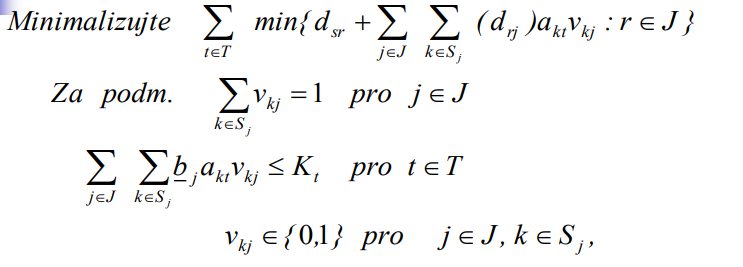 Minimalizujte ∑_{t∈T} min{ d_{sr} + ∑_{j∈J} ∑_{k∈S_j} (d_{rj}) a_{kt} v_{kj} : r ∈ J }
Za podm. ∑_{k∈S_j} v_{kj} = 1 pro j ∈ J
∑_{j∈J} ∑_{k∈S_j} b_j a_{kt} v_{kj} ≤ K_t pro t ∈ T
v_{kj} ∈ {0,1} pro j ∈ J, k ∈ S_j,